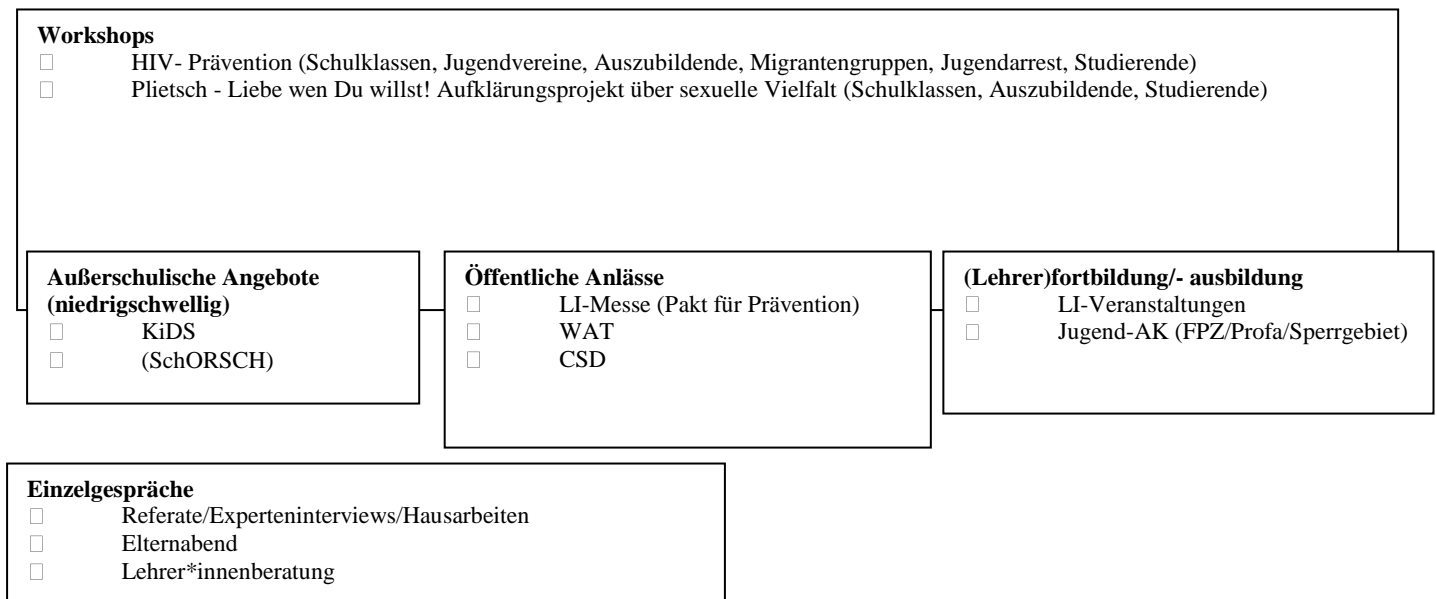 Workshops
HIV- Prävention (Schulklassen, Jugendvereine, Auszubildende, Migrantengruppen, Jugendarrest, Studierende)
Plietsch - Liebe wen Du willst! Aufklärungsprojekt über sexuelle Vielfalt (Schulklassen, Auszubildende, Studierende)
Außerschulische Angebote
(niedrigschwellig)
KiDS
(SchORSCH)
Öffentliche Anlässe
LI-Messe (Pakt für Prävention)
WAT
CSD
(Lehrer)fortbildung/- ausbildung
LI-Veranstaltungen
Jugend-AK (FPZ/Profa/Sperrgebiet)
Einzelgespräche
Referate/Experteninterviews/Hausarbeiten
Elternabend
Lehrer*innenberatung